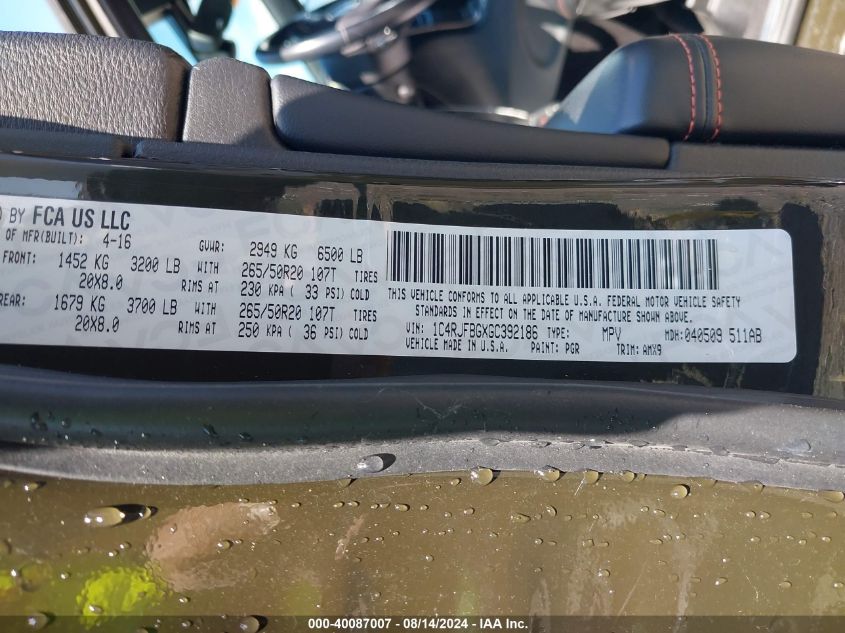 BY FCA US LLC
OF MFR(BUILT): 4-16 GVWR: 2949 KG 6500 LB
FRONT: 1452 KG 3200 LB WITH 265/50R20 107T TIRES
20X8.0 RIMS AT 230 KPA ( 33 PSI) COLD
REAR: 1679 KG 3700 LB WITH 265/50R20 107T TIRES
20X8.0 RIMS AT 250 KPA ( 36 PSI) COLD
THIS VEHICLE CONFORMS TO ALL APPLICABLE U.S.A. FEDERAL MOTOR VEHICLE SAFETY
STANDARDS IN EFFECT ON THE DATE OF MANUFACTURE SHOWN ABOVE.
VIN: 1C4RJFBGXGC392186 TYPE: MPV MDH: 040509 511AB
VEHICLE MADE IN U.S.A. PAINT: PGR TRIM: AMX9
000-40087007 - 08/14/2024 - IAA Inc.